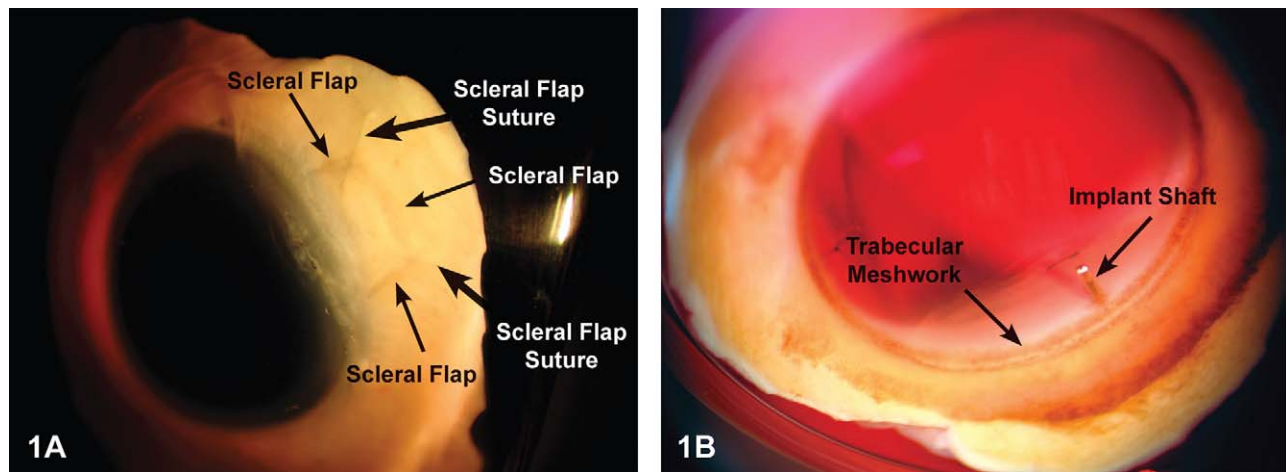 Scleral Flap
Scleral Flap
Suture
Scleral Flap
Scleral Flap
Suture
Scleral Flap
1A
Implant Shaft
Trabecular
Meshwork
1B